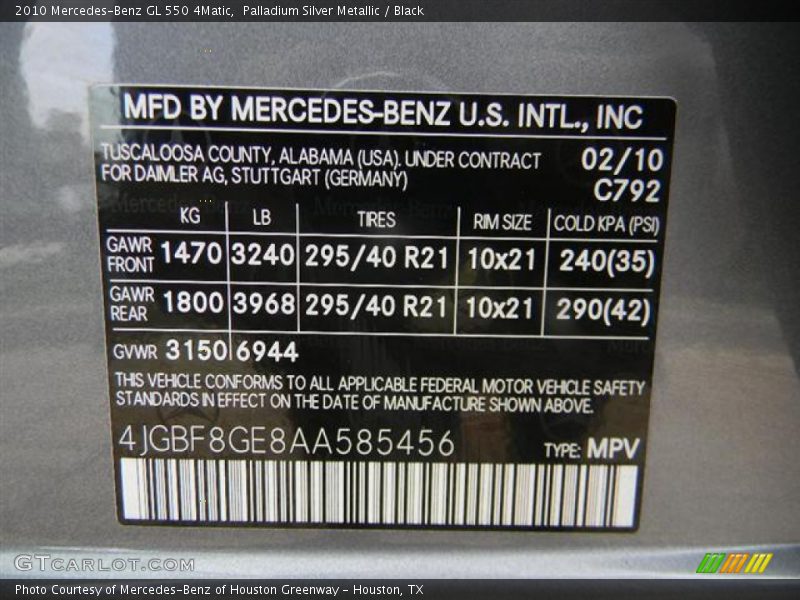 2010 Mercedes-Benz GL 550 4Matic,  Palladium Silver Metallic / Black
MFD BY MERCEDES-BENZ U.S. INTL., INC
TUSCALOOSA COUNTY, ALABAMA (USA). UNDER CONTRACT 02/10
FOR DAIMLER AG, STUTTGART (GERMANY) C792
KG LB TIRES RIM SIZE COLD KPA (PSI)
GAWR FRONT 1470 3240 295/40 R21 10x21 240(35)
GAWR REAR 1800 3968 295/40 R21 10x21 290(42)
GVWR 3150 6944
THIS VEHICLE CONFORMS TO ALL APPLICABLE FEDERAL MOTOR VEHICLE SAFETY
STANDARDS IN EFFECT ON THE DATE OF MANUFACTURE SHOWN ABOVE.
4JGBF8GE8AA585456 TYPE: MPV
GTCARLOT.COM
Photo Courtesy of Mercedes-Benz of Houston Greenway - Houston, TX